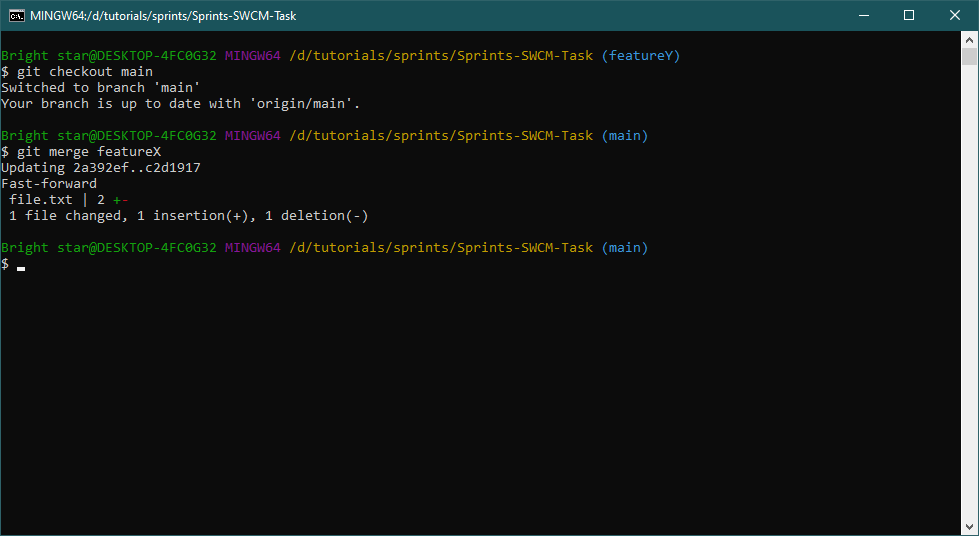 MINGW64:/d/tutorials/sprints/Sprints-SWCM-Task
Bright star@DESKTOP-4FC0G32 MINGW64 /d/tutorials/sprints/Sprints-SWCM-Task (featureY)
$ git checkout main
Switched to branch 'main'
Your branch is up to date with 'origin/main'.
Bright star@DESKTOP-4FC0G32 MINGW64 /d/tutorials/sprints/Sprints-SWCM-Task (main)
$ git merge featureX
Updating 2a392ef..c2d1917
Fast-forward
 file.txt | 2 +-
 1 file changed, 1 insertion(+), 1 deletion(-)
Bright star@DESKTOP-4FC0G32 MINGW64 /d/tutorials/sprints/Sprints-SWCM-Task (main)
$